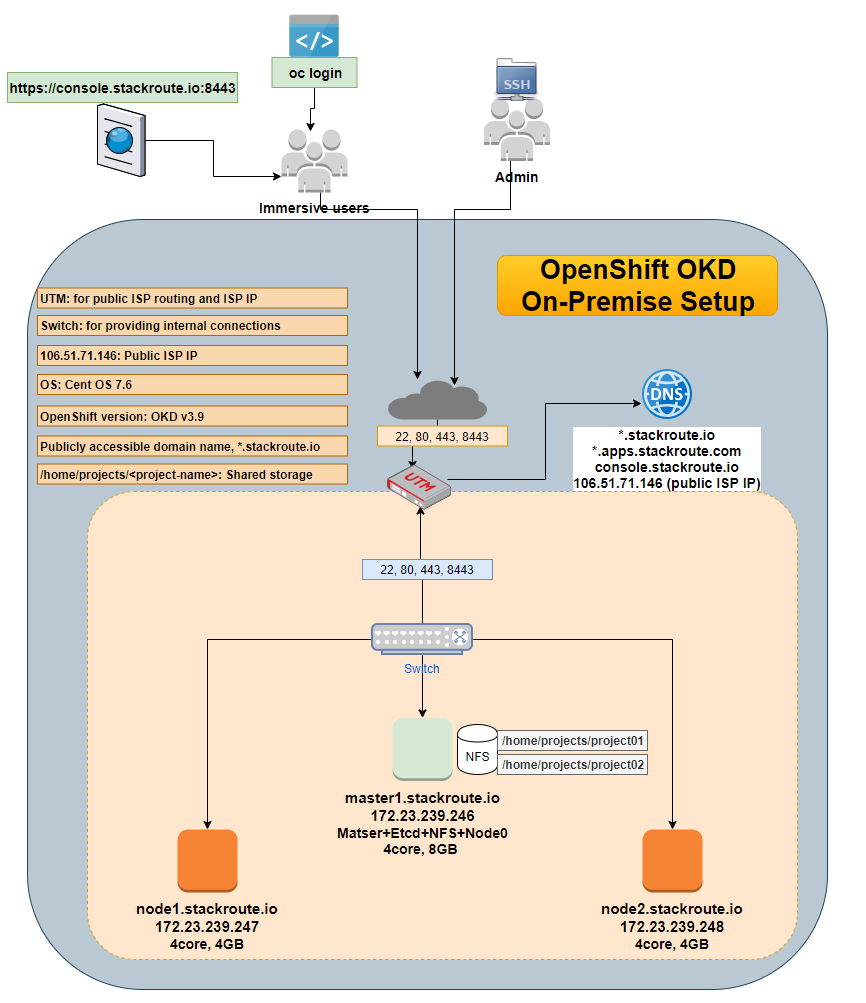 </>
oc login
https://console.stackroute.io:8443
SSH
Admin
Immersive users
OpenShift OKD
On-Premise Setup
UTM: for public ISP routing and ISP IP
Switch: for providing internal connections
106.51.71.146: Public ISP IP
OS: Cent OS 7.6
OpenShift version: OKD v3.9
Publicly accessible domain name, *.stackroute.io
/home/projects/<project-name>: Shared storage
22, 80, 443, 8443
DNS
*.stackroute.io
*.apps.stackroute.com
console.stackroute.io
106.51.71.146 (public ISP IP)
UTM
22, 80, 443, 8443
Switch
NFS
/home/projects/project01
/home/projects/project02
master1.stackroute.io
172.23.239.246
Matser+Etcd+NFS+Node0
4core, 8GB
node1.stackroute.io
172.23.239.247
4core, 4GB
node2.stackroute.io
172.23.239.248
4core, 4GB